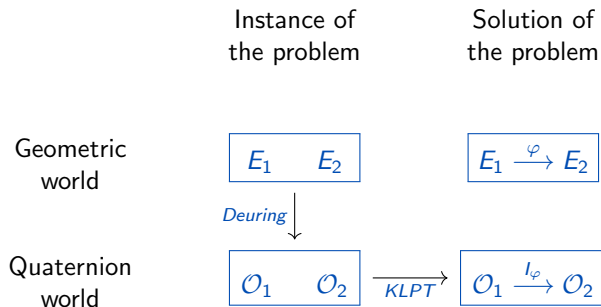 Instance of
the problem
Solution of
the problem
Geometric
world
E₁ E₂
E₁ —φ→ E₂
Deuring
Quaternion
world
𝒪₁ 𝒪₂
KLPT
𝒪₁ —I_φ→ 𝒪₂